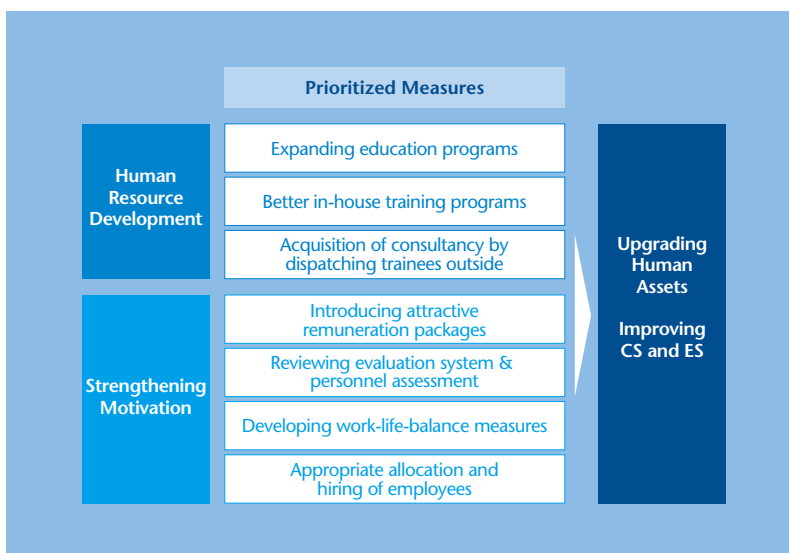 Prioritized Measures
Human
Resource
Development
Expanding education programs
Better in-house training programs
Acquisition of consultancy by
dispatching trainees outside
Strengthening
Motivation
Introducing attractive
remuneration packages
Reviewing evaluation system &
personnel assessment
Developing work-life-balance measures
Appropriate allocation and
hiring of employees
Upgrading
Human
Assets
Improving
CS and ES